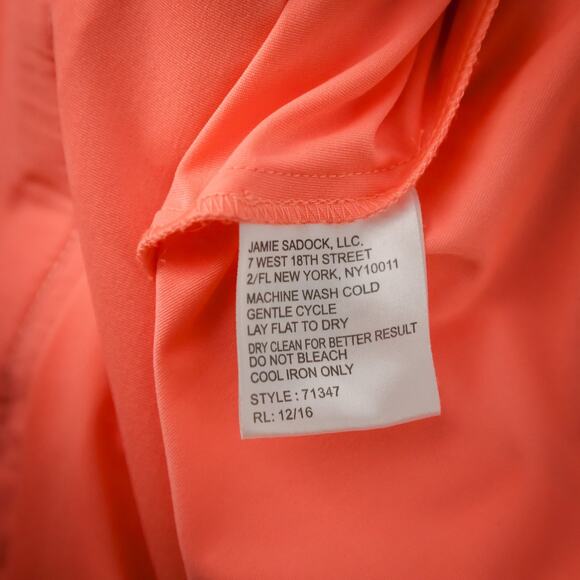 JAMIE SADOCK, LLC.
7 WEST 18TH STREET
2/FL NEW YORK, NY10011
MACHINE WASH COLD
GENTLE CYCLE
LAY FLAT TO DRY
DRY CLEAN FOR BETTER RESULT
DO NOT BLEACH
COOL IRON ONLY
STYLE : 71347
RL: 12/16